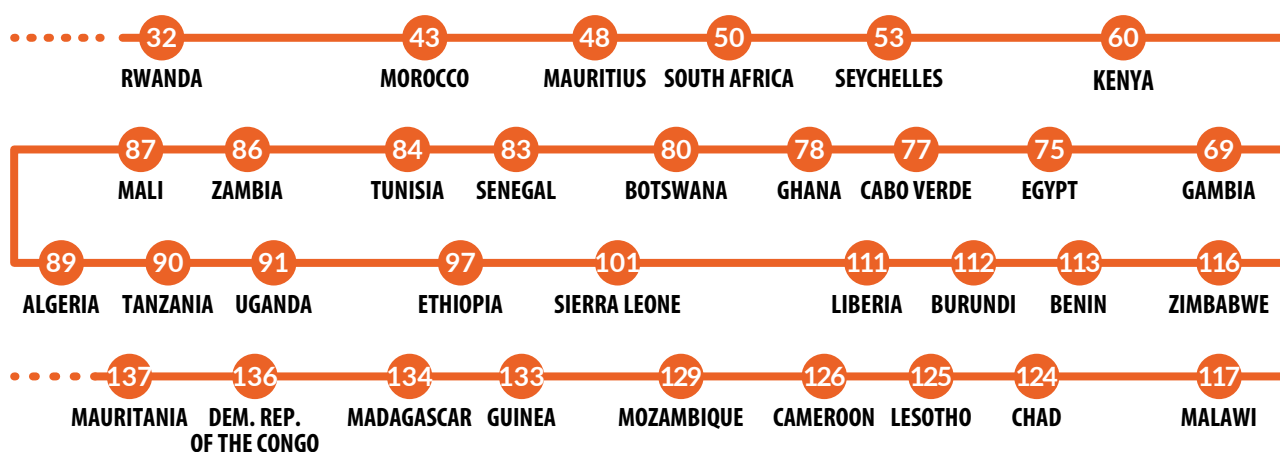 32 43 48 50 53 60
RWANDA MOROCCO MAURITIUS SOUTH AFRICA SEYCHELLES KENYA
87 86 84 83 80 78 77 75 69
MALI ZAMBIA TUNISIA SENEGAL BOTSWANA GHANA CABO VERDE EGYPT GAMBIA
89 90 91 97 101 111 112 113 116
ALGERIA TANZANIA UGANDA ETHIOPIA SIERRA LEONE LIBERIA BURUNDI BENIN ZIMBABWE
137 136 134 133 129 126 125 124 117
MAURITANIA DEM. REP. MADAGASCAR GUINEA MOZAMBIQUE CAMEROON LESOTHO CHAD MALAWI
OF THE CONGO